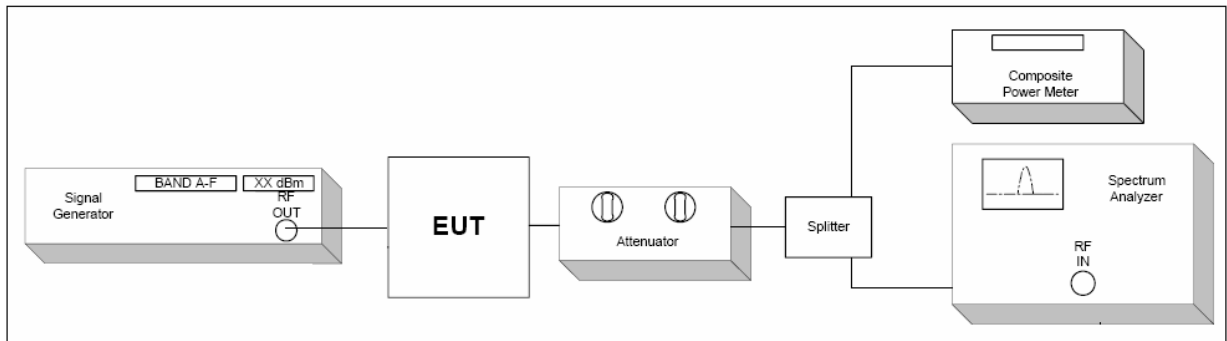 Signal
Generator
BAND A-F
XX dBm
RF
OUT
EUT
Attenuator
Splitter
Composite
Power Meter
Spectrum
Analyzer
RF
IN